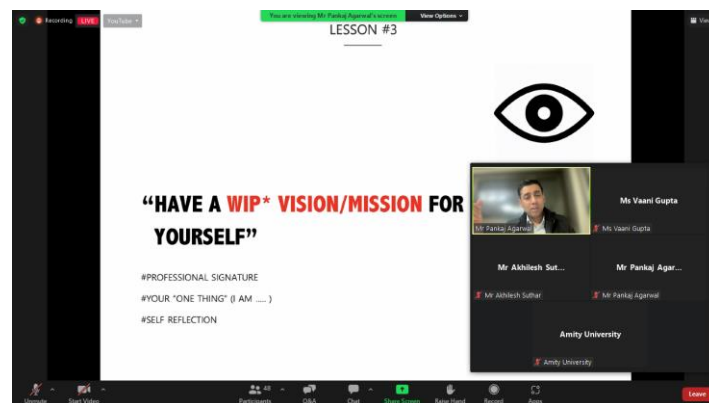 Recording LIVE YouTube
You are viewing Mr Pankaj Agarwal's screen View Options
View
LESSON #3
“HAVE A WIP* VISION/MISSION FOR
YOURSELF”
#PROFESSIONAL SIGNATURE
#YOUR "ONE THING" (I AM ..... )
#SELF REFLECTION
Mr Pankaj Agarwal
Ms Vaani Gupta
Ms Vaani Gupta
Mr Akhilesh Sut...
Mr Akhilesh Suthar
Mr Pankaj Agar...
Mr Pankaj Agarwal
Amity University
Amity University
Unmute Start Video Participants 48 Q&A Chat Share Screen Raise Hand Record Apps Leave